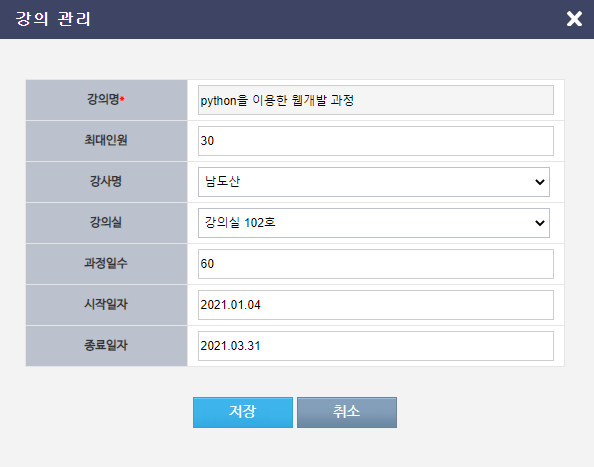 강의 관리
강의명*
python을 이용한 웹개발 과정
최대인원
30
강사명
남도산
강의실
강의실 102호
과정일수
60
시작일자
2021.01.04
종료일자
2021.03.31
저장
취소